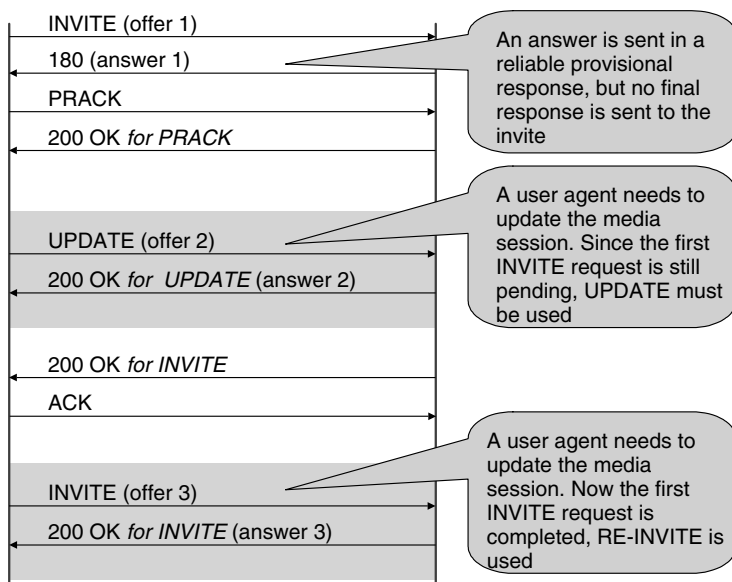 INVITE (offer 1)
180 (answer 1)
An answer is sent in a
reliable provisional
response, but no final
response is sent to the
invite
PRACK
200 OK for PRACK
UPDATE (offer 2)
200 OK for UPDATE (answer 2)
A user agent needs to
update the media
session. Since the first
INVITE request is still
pending, UPDATE must
be used
200 OK for INVITE
ACK
INVITE (offer 3)
200 OK for INVITE (answer 3)
A user agent needs to
update the media
session. Now the first
INVITE request is
completed, RE-INVITE is
used